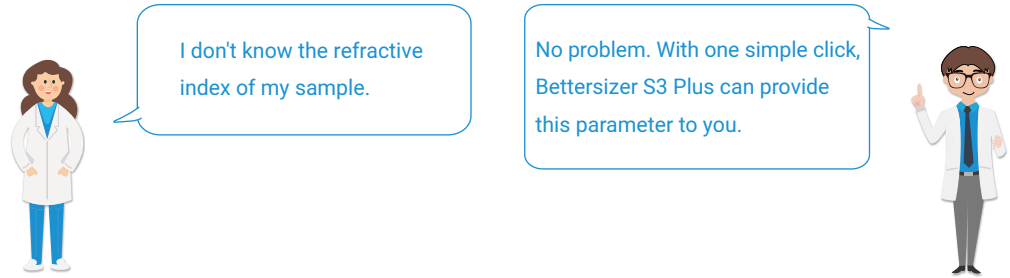 I don't know the refractive
index of my sample.
No problem. With one simple click,
Bettersizer S3 Plus can provide
this parameter to you.